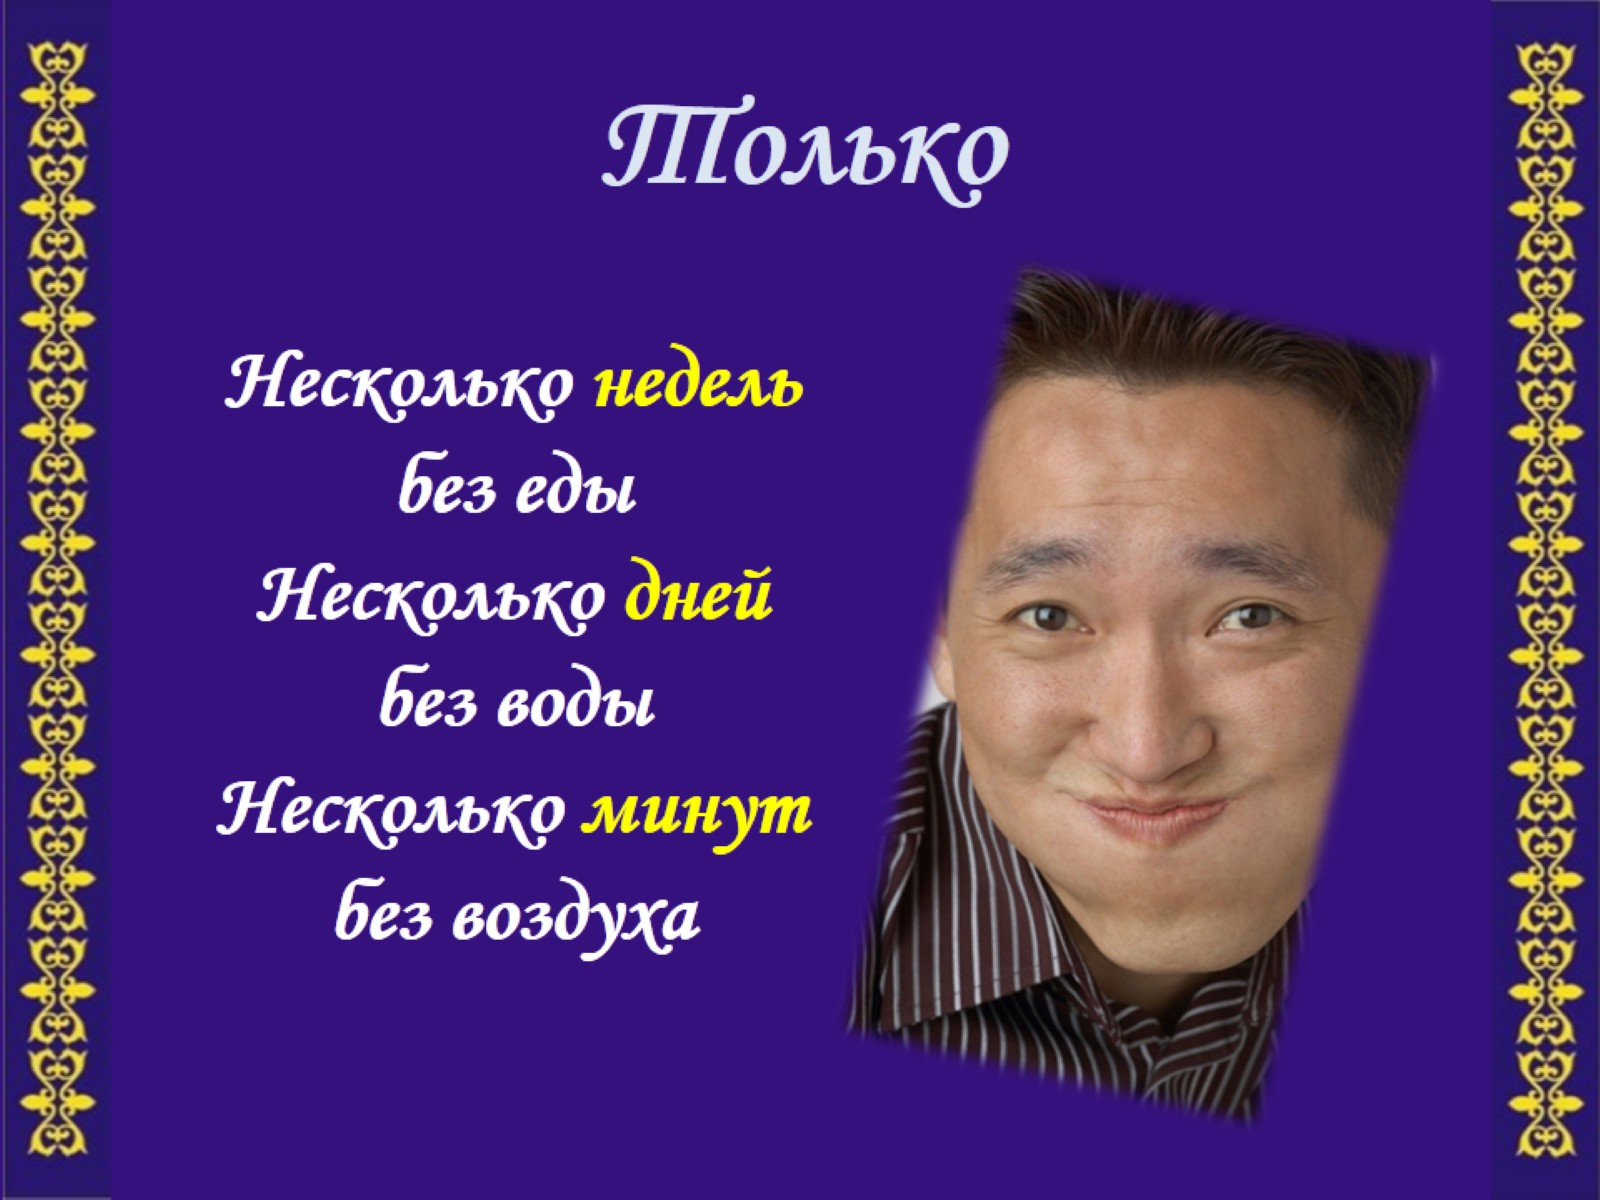 Только
Несколько недель
без еды
Несколько дней
без воды
Несколько минут
без воздуха